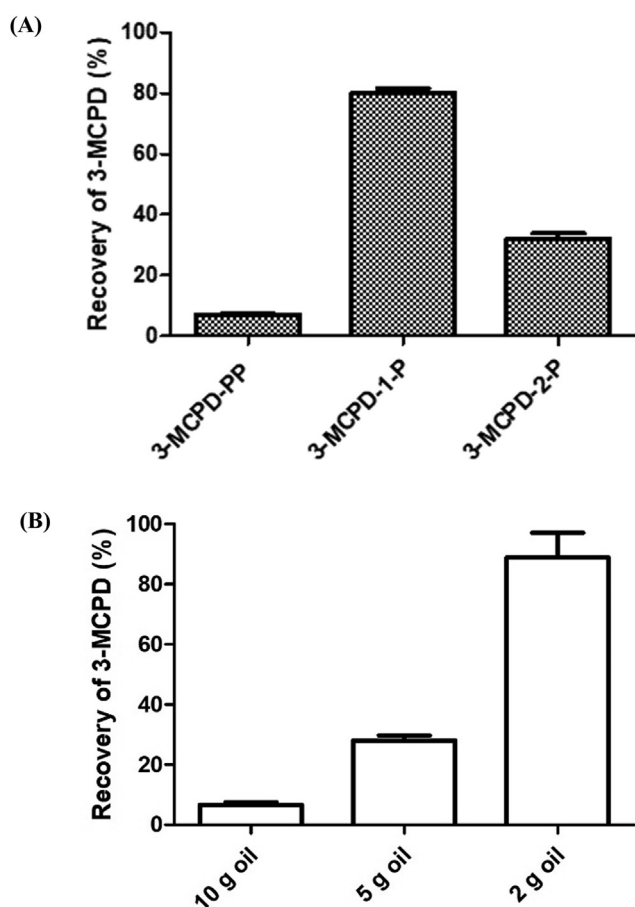 (A)
Recovery of 3-MCPD (%)
100
80
60
40
20
0
3-MCPD-PP
3-MCPD-1-P
3-MCPD-2-P
(B)
Recovery of 3-MCPD (%)
100
80
60
40
20
0
10 g oil
5 g oil
2 g oil